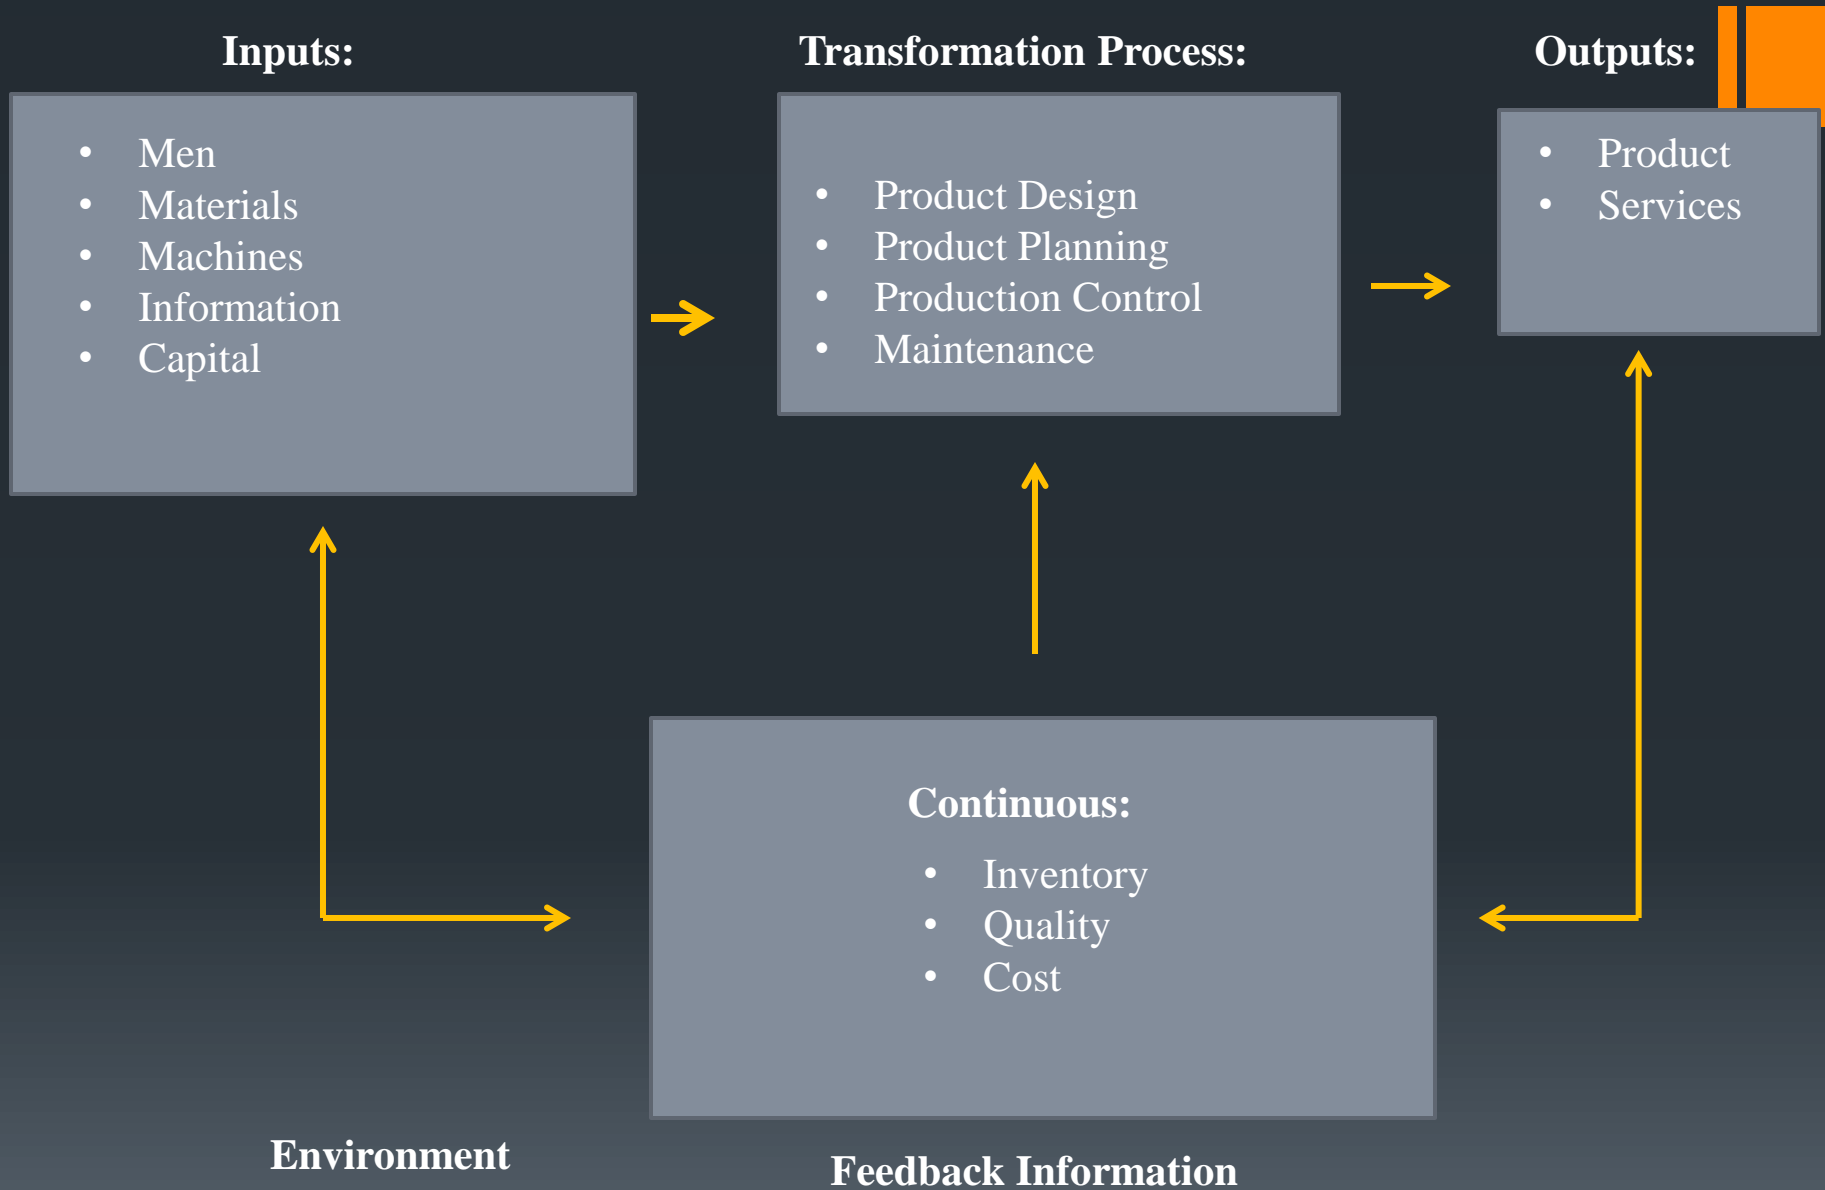 Inputs:
• Men
• Materials
• Machines
• Information
• Capital
Transformation Process:
• Product Design
• Product Planning
• Production Control
• Maintenance
Outputs:
• Product
• Services
Continuous:
• Inventory
• Quality
• Cost
Environment
Feedback Information